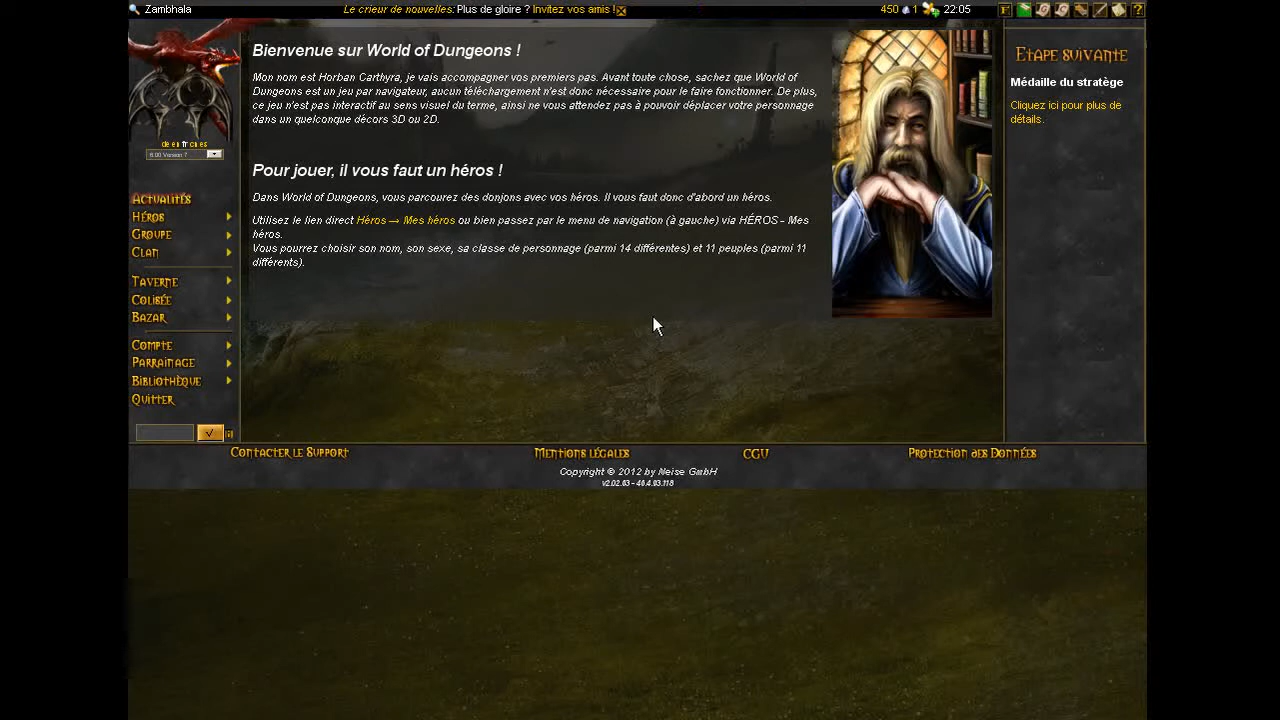 Zambhala
Le crieur de nouvelles: Plus de gloire ? Invitez vos amis !
450 1 22:05
de en fr cn es
Actualités
Héros
Groupe
Clan
Taverne
Colisée
Bazar
Compte
Parrainage
Bibliothèque
Quitter
Bienvenue sur World of Dungeons !
Mon nom est Horban Carthyra, je vais accompagner vos premiers pas. Avant toute chose, sachez que World of
Dungeons est un jeu par navigateur, aucun téléchargement n'est donc nécessaire pour le faire fonctionner. De plus,
ce jeu n'est pas interactif au sens visuel du terme, ainsi ne vous attendez pas à pouvoir déplacer votre personnage
dans un quelconque décors 3D ou 2D.
Pour jouer, il vous faut un héros !
Dans World of Dungeons, vous parcourez des donjons avec vos héros. Il vous faut donc d'abord un héros.
Utilisez le lien direct Héros → Mes héros ou bien passez par le menu de navigation (à gauche) via HÉROS - Mes
héros.
Vous pourrez choisir son nom, son sexe, sa classe de personnage (parmi 14 différentes) et 11 peuples (parmi 11
différents).
Etape suivante
Médaille du stratège
Cliquez ici pour plus de
détails.
Contacter le Support Mentions légales CGU Protection des Données
Copyright © 2012 by Neise GmbH